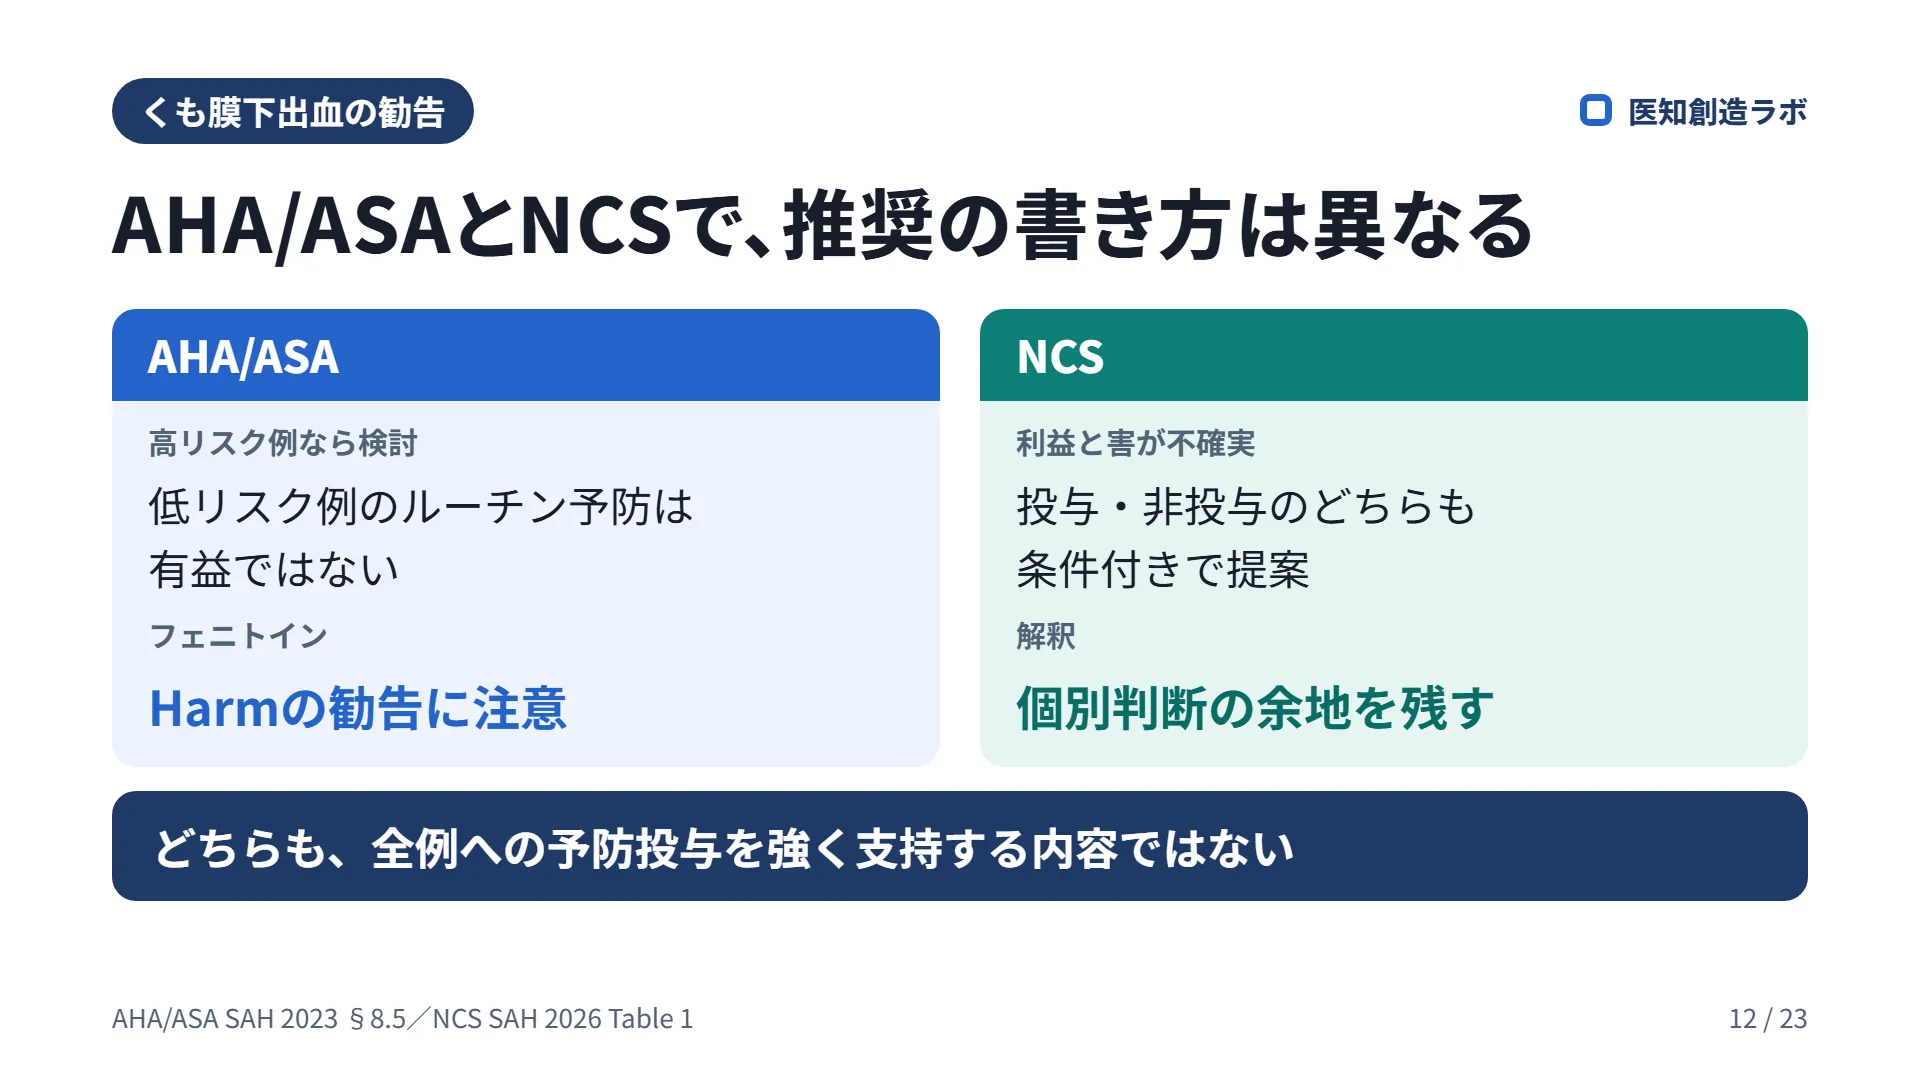 くも膜下出血の勧告
医知創造ラボ
AHA/ASAとNCSで、推奨の書き方は異なる
AHA/ASA
高リスク例なら検討
低リスク例のルーチン予防は
有益ではない
フェニトイン
Harmの勧告に注意
NCS
利益と害が不確実
投与・非投与のどちらも
条件付きで提案
解釈
個別判断の余地を残す
どちらも、全例への予防投与を強く支持する内容ではない
AHA/ASA SAH 2023 §8.5／NCS SAH 2026 Table 1
12 / 23